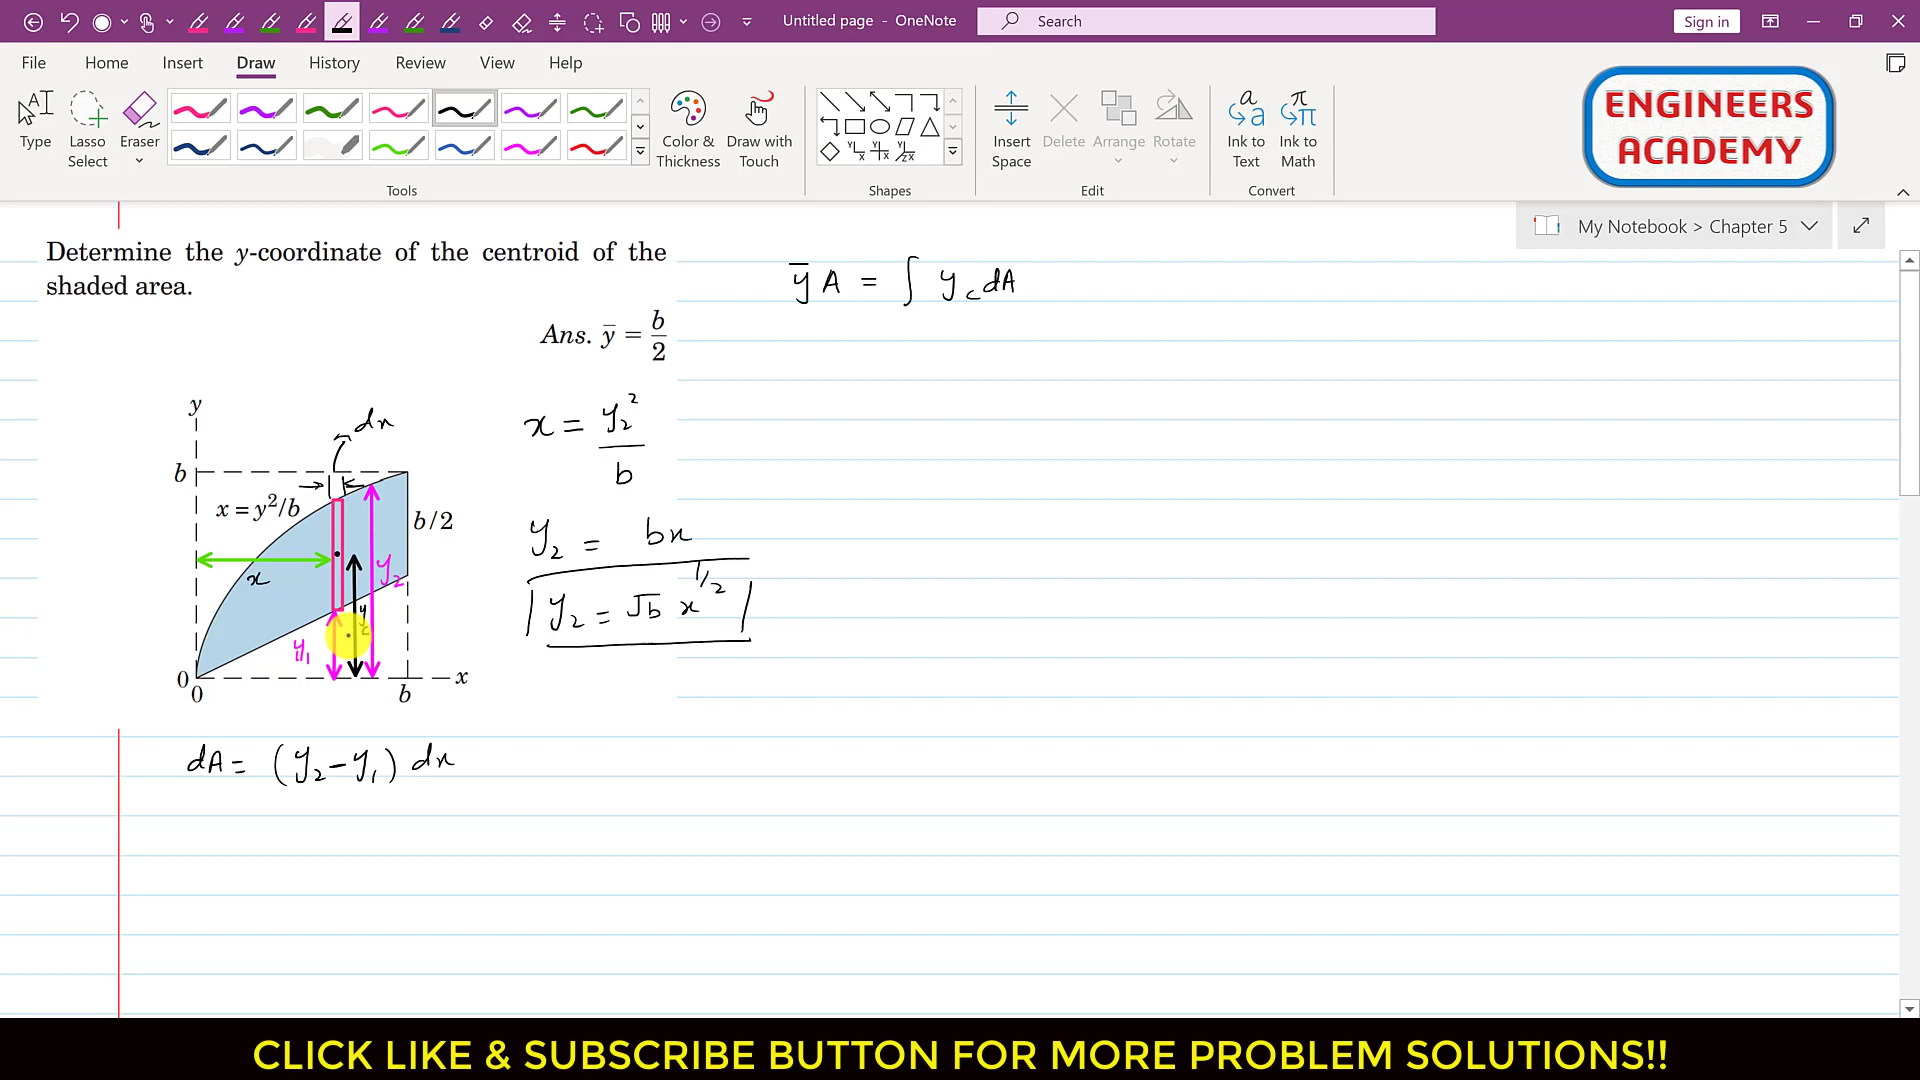 Untitled page - OneNote
Search
Sign in
File Home Insert Draw History Review View Help
Type
Lasso Select
Eraser
Color & Thickness
Draw with Touch
Insert Space
Delete
Arrange
Rotate
Ink to Text
Ink to Math
Tools
Shapes
Edit
Convert
ENGINEERS
ACADEMY
My Notebook > Chapter 5
Determine the y-coordinate of the centroid of the
shaded area.
Ans. ȳ = b/2
ȳ A = ∫ y_c dA
y
dx
b
x = y²/b
b/2
x
y₂
y_c
y₁
0
x
0
b
x = y₂²/b
y₂ = bx
y₂ = √b x^1/2
dA = (y₂ - y₁) dx
CLICK LIKE & SUBSCRIBE BUTTON FOR MORE PROBLEM SOLUTIONS!!